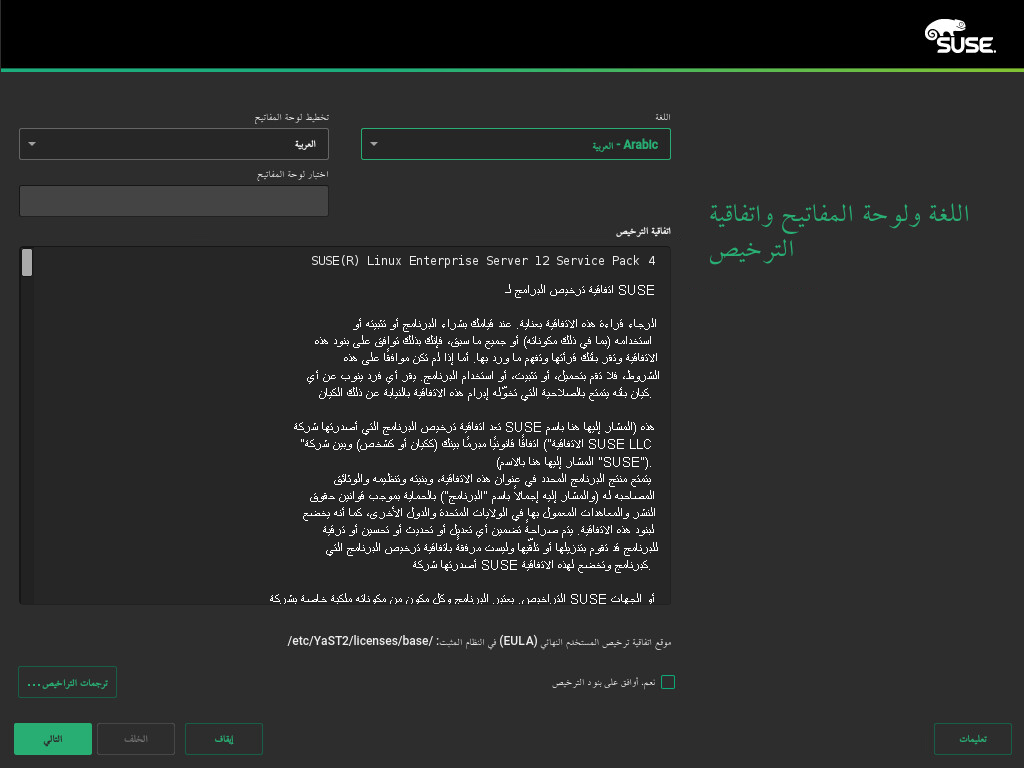 SUSE.
اللغة
Arabic - العربية
تخطيط لوحة المفاتيح
العربية
اختبار لوحة المفاتيح
اللغة ولوحة المفاتيح واتفاقية
الترخيص
اتفاقية الترخيص
SUSE(R) Linux Enterprise Server 12 Service Pack 4
SUSE اتفاقية ترخيص البرامج لـ
الرجاء قراءة هذه الاتفاقية بعناية. عند قيامك بشراء البرنامج أو تثبيته أو
استخدامه (بما في ذلك مكوناته) أو جميع ما سبق، فإنك بذلك توافق على بنود هذه
الاتفاقية وتقر بأنك قرأتها وتفهم ما ورد بها. أما إذا لم تكن موافقًا على هذه
الشروط، فلا تقم بتحميل، أو تثبيت، أو استخدام البرنامج. يقر أي فرد ينوب عن أي
.كيان بأنه يتمتع بالصلاحية التي تخوّله إبرام هذه الاتفاقية بالنيابة عن ذلك الكيان
هذه (المشار إليها هنا باسم SUSE تعد اتفاقية ترخيص البرنامج التي أصدرتها شركة
SUSE LLC الاتفاقية") اتفاقًا قانونيًا مبرمًا بينك (ككيان أو كشخص) وبين شركة"
.("SUSE" المشار إليها هنا بالاسم)
يتمتع منتج البرنامج المحدد في عنوان هذه الاتفاقية، وبنيته وتنظيمه والوثائق
المصاحبه له (والمشار إليه إجمالاً باسم "البرنامج") بالحماية بموجب قوانين حقوق
النشر والمعاهدات المعمول بها في الولايات المتحدة والدول الأخرى، كما أنه يخضع
لبنود هذه الاتفاقية. يتم صراحةً تضمين أي تعديل أو تحديث أو تحسين أو ترقية
للبرنامج قد تقوم بتنزيلها أو تلقّيها وليست مرفقةً باتفاقية ترخيص البرنامج التي
.كبرنامج وتخضع لهذه الاتفاقية SUSE أصدرتها شركة
أو الجهات SUSE التراخيص. يعتبر البرنامج وكل مكون من مكوناته ملكية خاصة بشركة
موقع اتفاقية ترخيص المستخدم النهائي (EULA) في النظام المثبت: /etc/YaST2/licenses/base/
نعم، أوافق على بنود الترخيص
ترجمات التراخيص...
تعليمات
إيقاف
الخلف
التالي